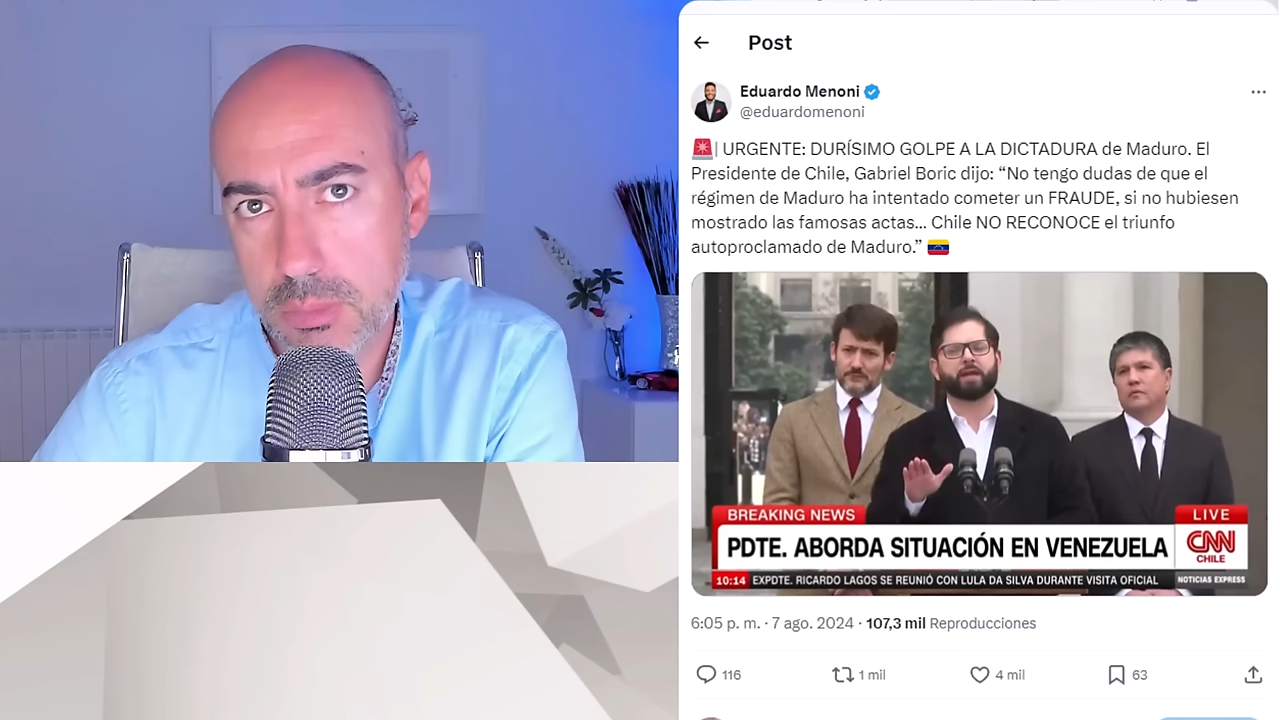 Post
Eduardo Menoni
@eduardomenoni
🚨| URGENTE: DURÍSIMO GOLPE A LA DICTADURA de Maduro. El
Presidente de Chile, Gabriel Boric dijo: “No tengo dudas de que el
régimen de Maduro ha intentado cometer un FRAUDE, si no hubiesen
mostrado las famosas actas... Chile NO RECONOCE el triunfo
autoproclamado de Maduro.” 🇻🇪
BREAKING NEWS
LIVE
PDTE. ABORDA SITUACIÓN EN VENEZUELA
CNN
CHILE
10:14 EXPDTE. RICARDO LAGOS SE REUNIÓ CON LULA DA SILVA DURANTE VISITA OFICIAL
NOTICIAS EXPRESS
6:05 p. m. · 7 ago. 2024 · 107,3 mil Reproducciones
116 1 mil 4 mil 63